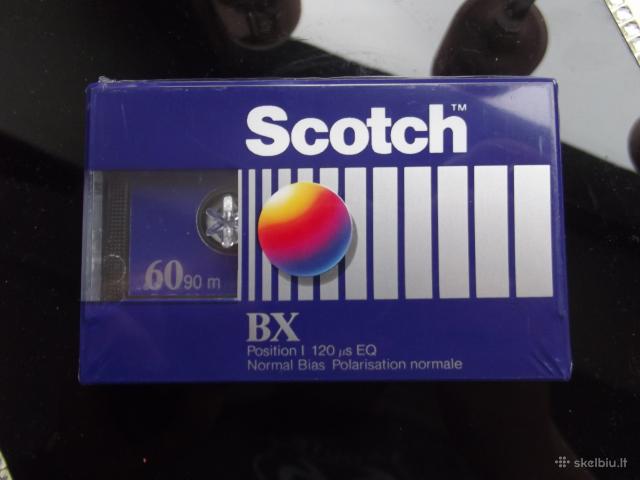 Scotch™
60 90 m
BX
Position I 120 µs EQ
Normal Bias Polarisation normale
skelbiu.lt